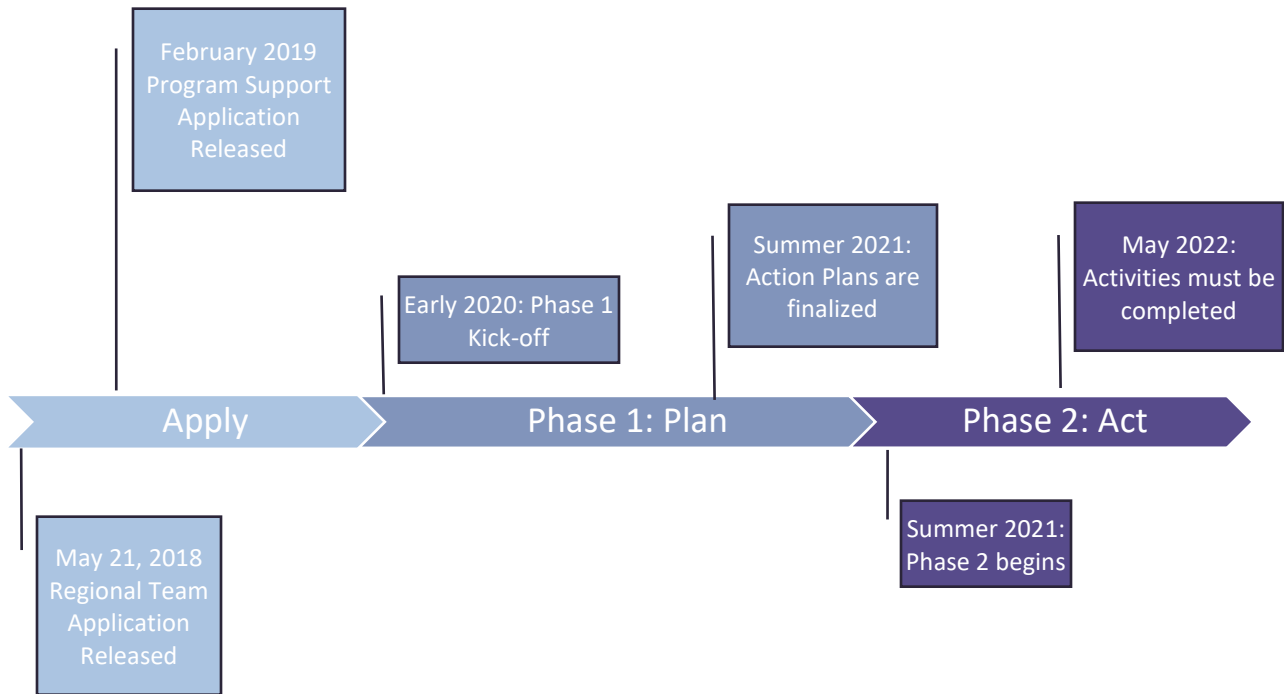 February 2019
Program Support
Application
Released
Early 2020: Phase 1
Kick-off
Summer 2021:
Action Plans are
finalized
May 2022:
Activities must be
completed
Apply
Phase 1: Plan
Phase 2: Act
May 21, 2018
Regional Team
Application
Released
Summer 2021:
Phase 2 begins